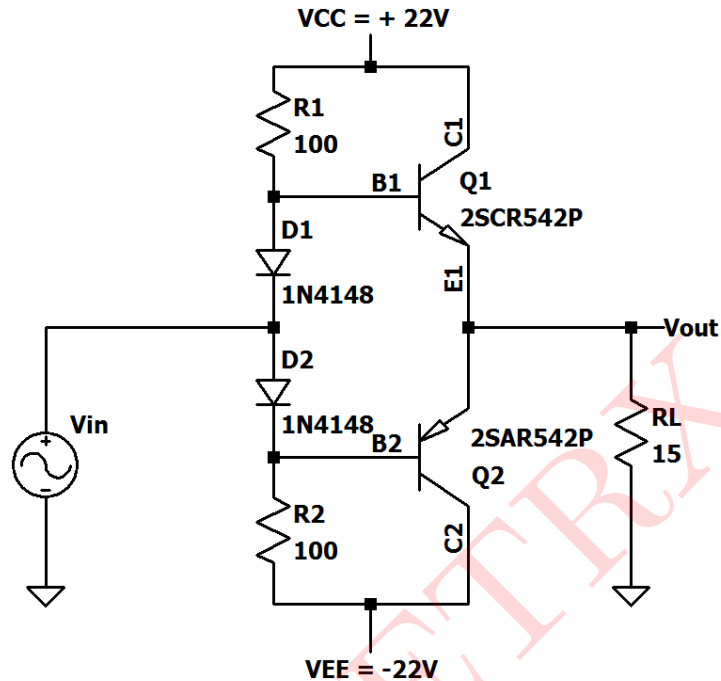 VCC = + 22V
R1
100
C1
B1
Q1
2SCR542P
D1
1N4148
E1
Vout
D2
1N4148
Vin
B2
2SAR542P
Q2
RL
15
R2
100
C2
VEE = -22V
ETRX